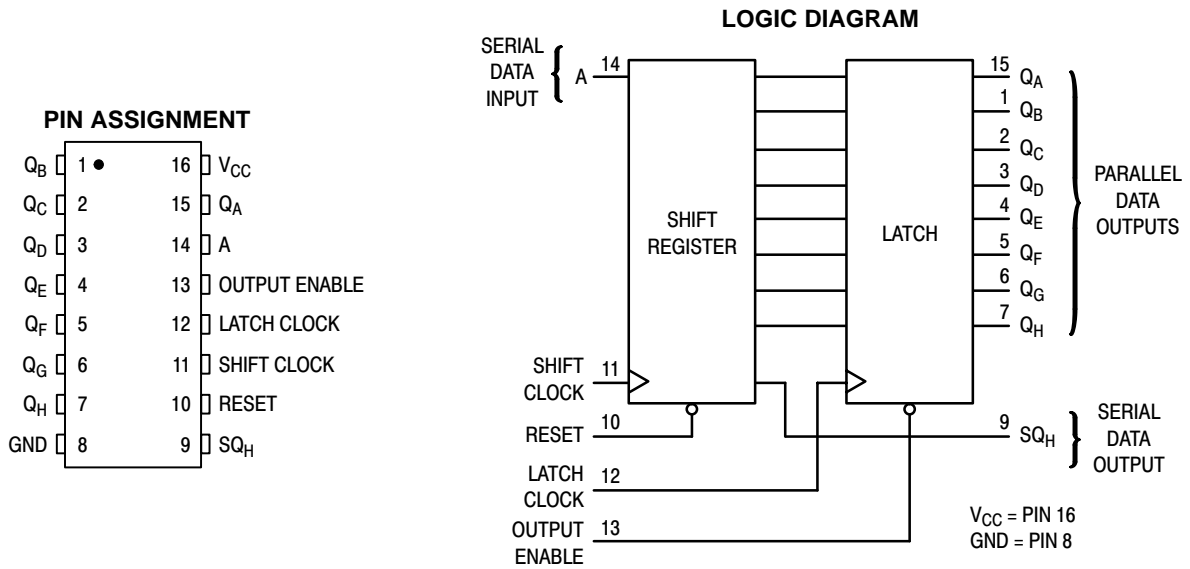 PIN ASSIGNMENT
QB 1 16 VCC
QC 2 15 QA
QD 3 14 A
QE 4 13 OUTPUT ENABLE
QF 5 12 LATCH CLOCK
QG 6 11 SHIFT CLOCK
QH 7 10 RESET
GND 8 9 SQH
LOGIC DIAGRAM
SERIAL
DATA
INPUT
A 14
SHIFT
REGISTER
LATCH
15 QA
1 QB
2 QC
3 QD
4 QE
5 QF
6 QG
7 QH
PARALLEL
DATA
OUTPUTS
SHIFT
CLOCK
11
RESET 10
LATCH
CLOCK
12
OUTPUT
ENABLE
13
9 SQH
SERIAL
DATA
OUTPUT
VCC = PIN 16
GND = PIN 8